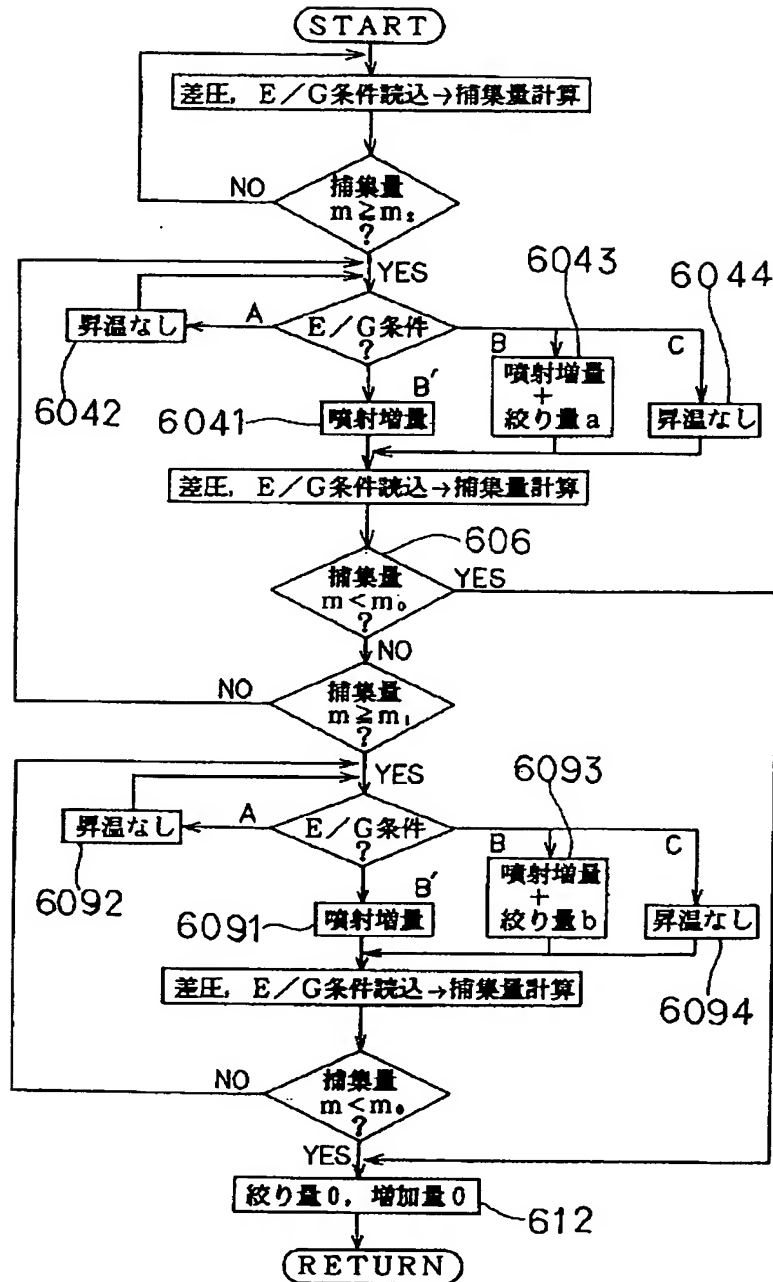 START
差圧，E／G条件読込→捕集量計算
NO
捕集量
m≧m₂
?
YES
6043
6044
A
E／G条件
?
B
C
昇温なし
6042
B′
噴射増量
+
絞り量a
昇温なし
6041
噴射増量
差圧，E／G条件読込→捕集量計算
606
捕集量
m<m₀
?
YES
NO
NO
捕集量
m≧m₁
?
YES
6093
A
E／G条件
?
B
C
昇温なし
6092
B′
噴射増量
+
絞り量b
昇温なし
6091
噴射増量
6094
差圧，E／G条件読込→捕集量計算
NO
捕集量
m<m₀
?
YES
絞り量0，増加量0
612
RETURN